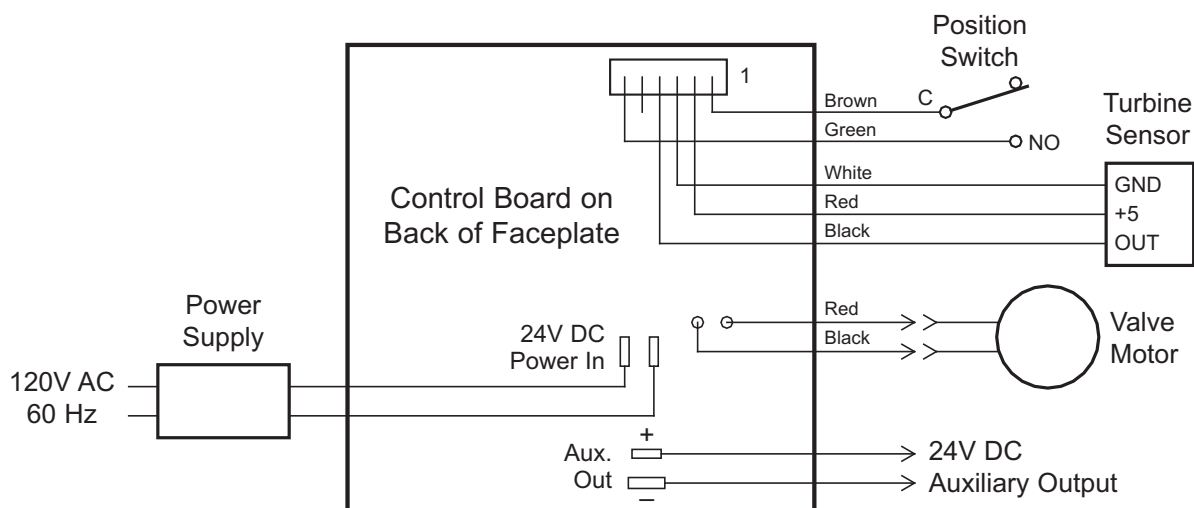 Position
Switch
1
Brown
C
Turbine
Sensor
Green
NO
White
GND
Control Board on
Back of Faceplate
Red
+5
Black
OUT
Power
Supply
24V DC
Power In
Red
Black
Valve
Motor
120V AC
60 Hz
+
Aux.
Out
–
24V DC
Auxiliary Output